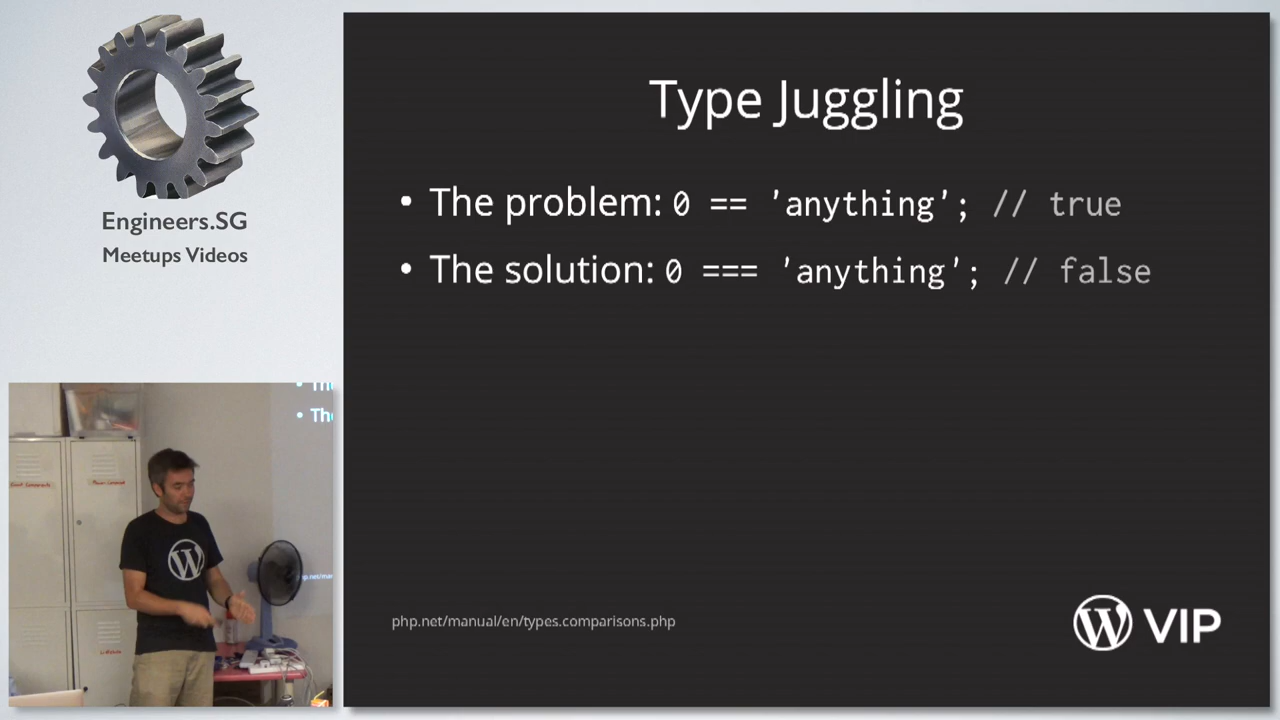 Engineers.SG
Meetups Videos
Type Juggling
• The problem: 0 == 'anything'; // true
• The solution: 0 === 'anything'; // false
php.net/manual/en/types.comparisons.php
VIP